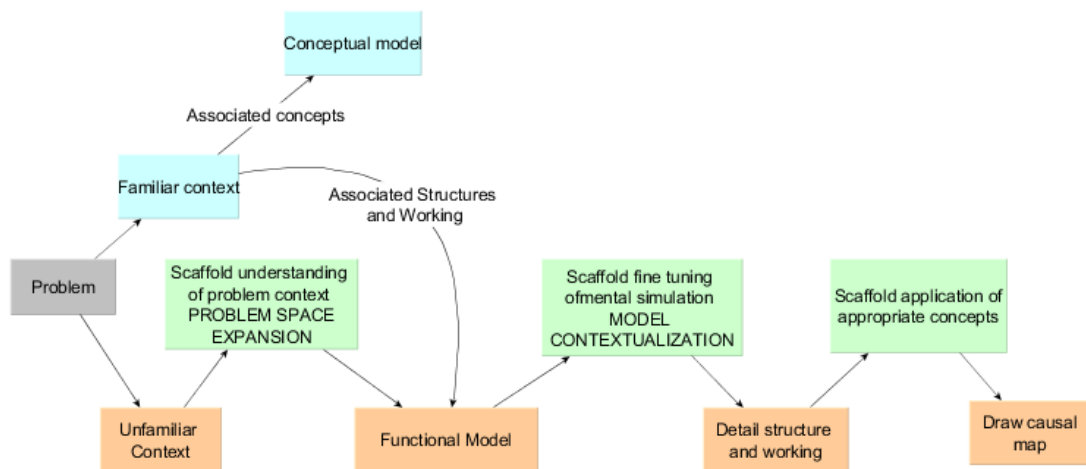 Conceptual model
Associated concepts
Familiar context
Associated Structures
and Working
Problem
Scaffold understanding
of problem context
PROBLEM SPACE
EXPANSION
Scaffold fine tuning
ofmental simulation
MODEL
CONTEXTUALIZATION
Scaffold application of
appropriate concepts
Unfamiliar
Context
Functional Model
Detail structure
and working
Draw causal
map